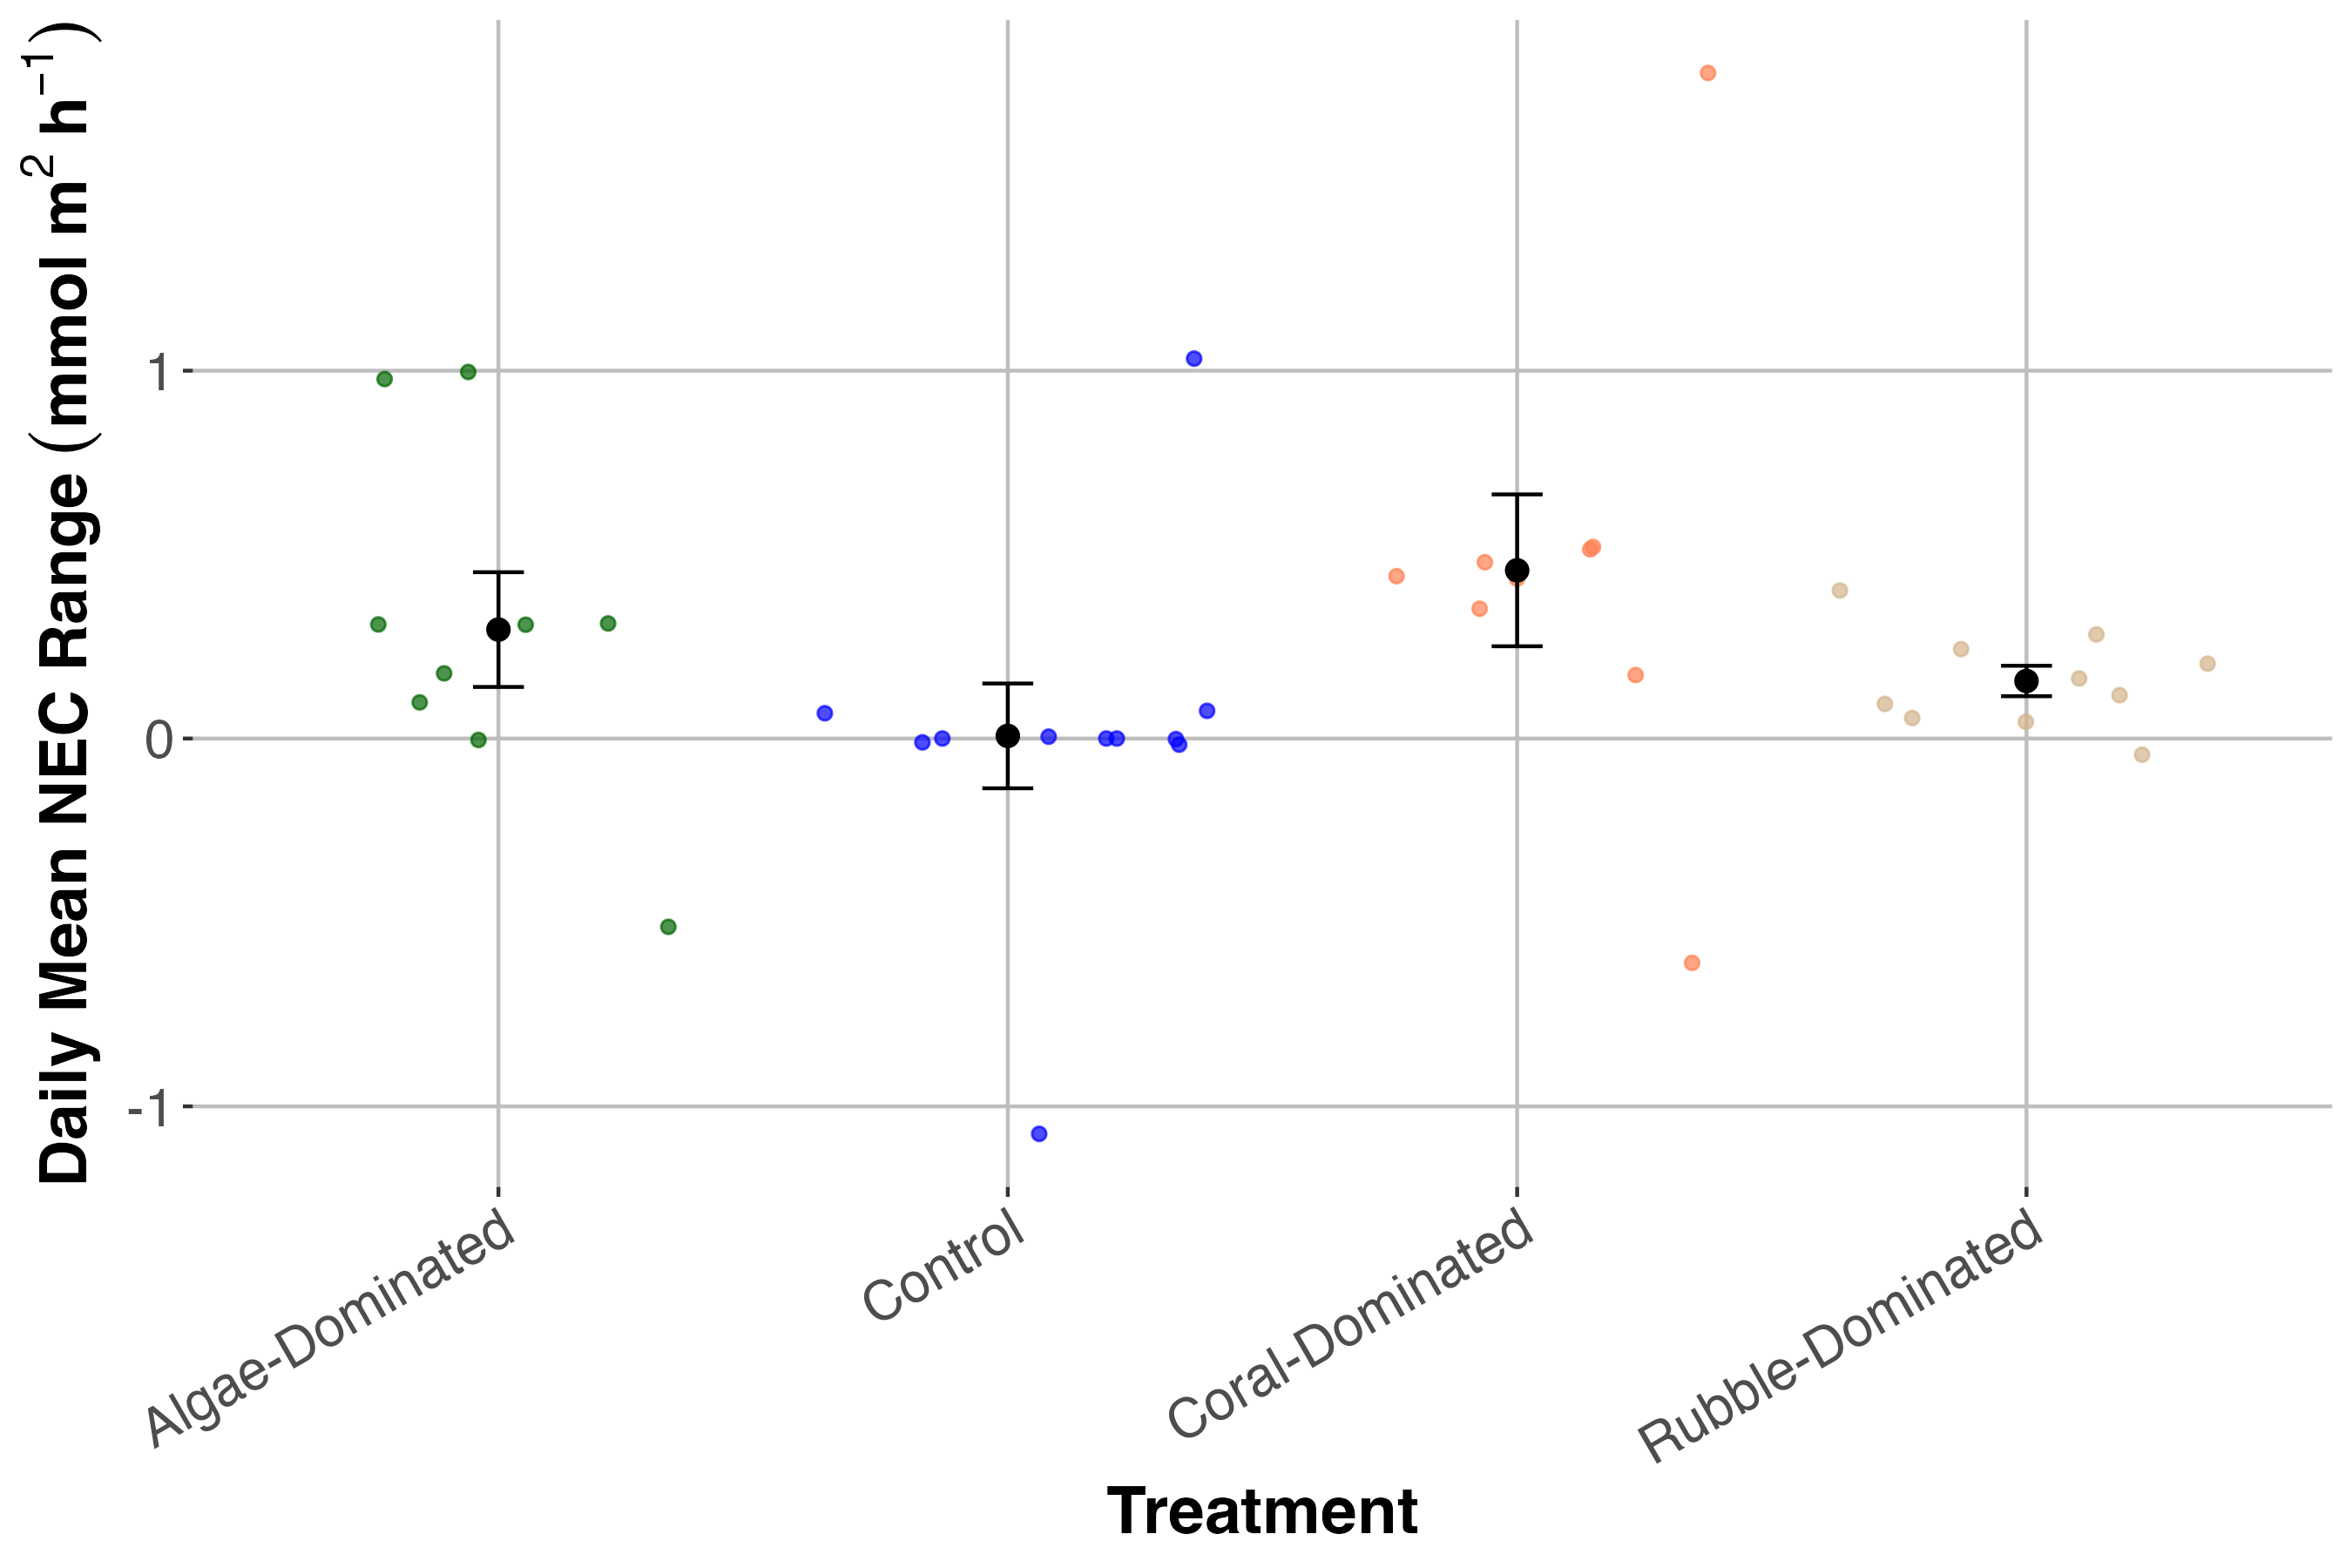 Daily Mean NEC Range (mmol m² h⁻¹)
1
0
-1
Algae-Dominated
Control
Coral-Dominated
Rubble-Dominated
Treatment